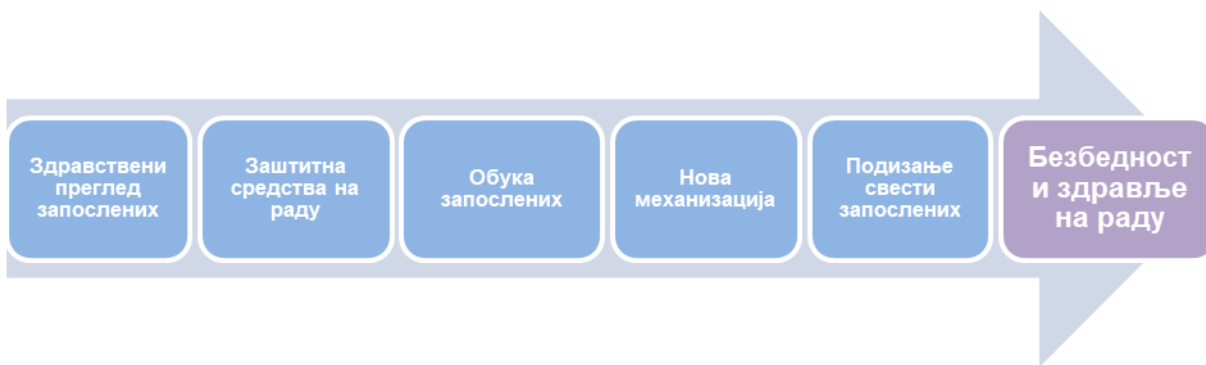 Здравствени
преглед
запослених
Заштитна
средства на
раду
Обука
запослених
Нова
механизација
Подизање
свести
запослених
Безбедност
и здравље
на раду